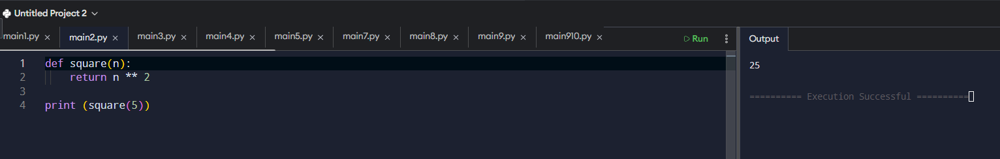 Untitled Project 2
main1.py × main2.py × main3.py × main4.py × main5.py × main7.py × main8.py × main9.py × main910.py × Run
Output
1 def square(n):
2     return n ** 2
3
4 print (square(5))
25
========== Execution Successful ==========